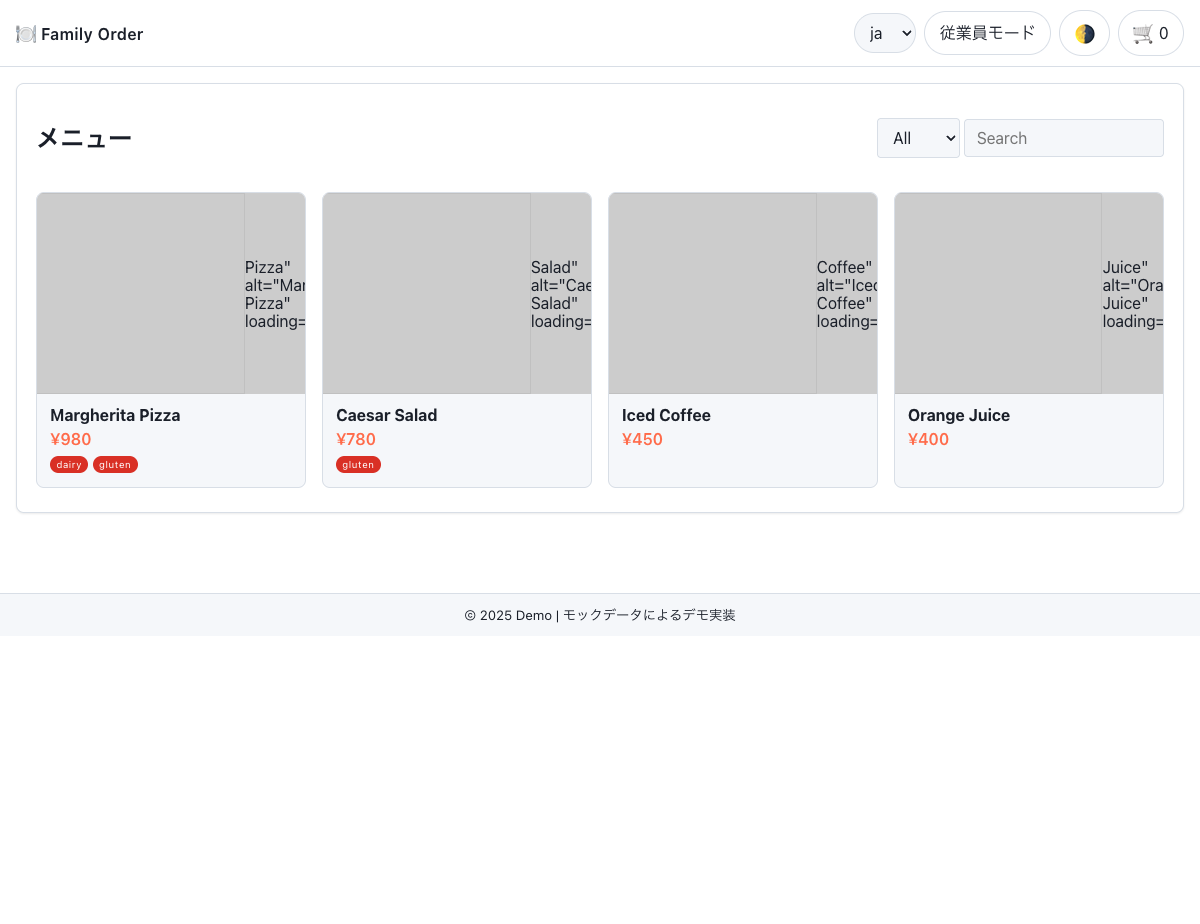 🍽️ Family Order
ja
従業員モード
🌗
🛒 0
メニュー
All
Search
Pizza"
alt="Mar
Pizza"
loading=
Margherita Pizza
¥980
dairy
gluten
Salad"
alt="Cae
Salad"
loading=
Caesar Salad
¥780
gluten
Coffee"
alt="Iced
Coffee"
loading=
Iced Coffee
¥450
Juice"
alt="Ora
Juice"
loading=
Orange Juice
¥400
© 2025 Demo | モックデータによるデモ実装